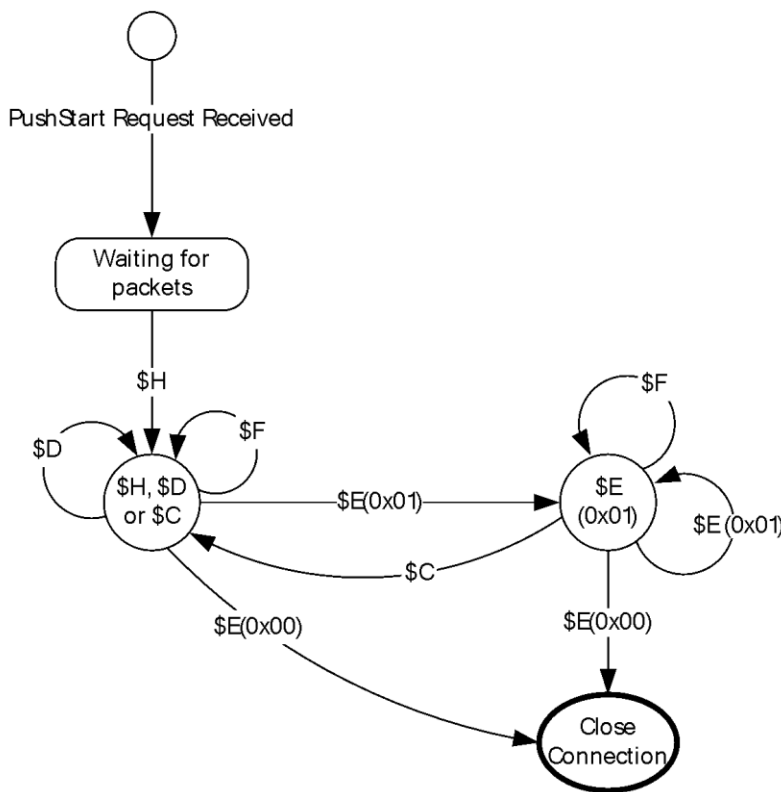 PushStart Request Received
Waiting for
packets
$H
$D
$F
$F
$H, $D
or $C
$E(0x01)
$E
(0x01)
$E(0x01)
$C
$E(0x00)
$E(0x00)
Close
Connection